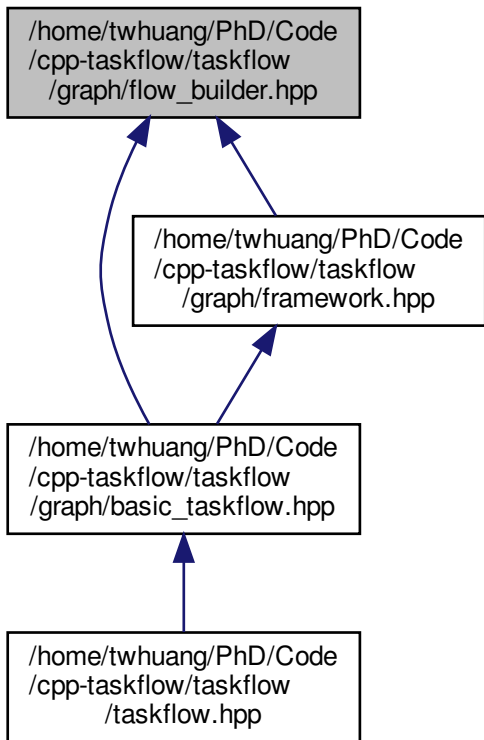 /home/twhuang/PhD/Code
/cpp-taskflow/taskflow
/graph/flow_builder.hpp
/home/twhuang/PhD/Code
/cpp-taskflow/taskflow
/graph/framework.hpp
/home/twhuang/PhD/Code
/cpp-taskflow/taskflow
/graph/basic_taskflow.hpp
/home/twhuang/PhD/Code
/cpp-taskflow/taskflow
/taskflow.hpp